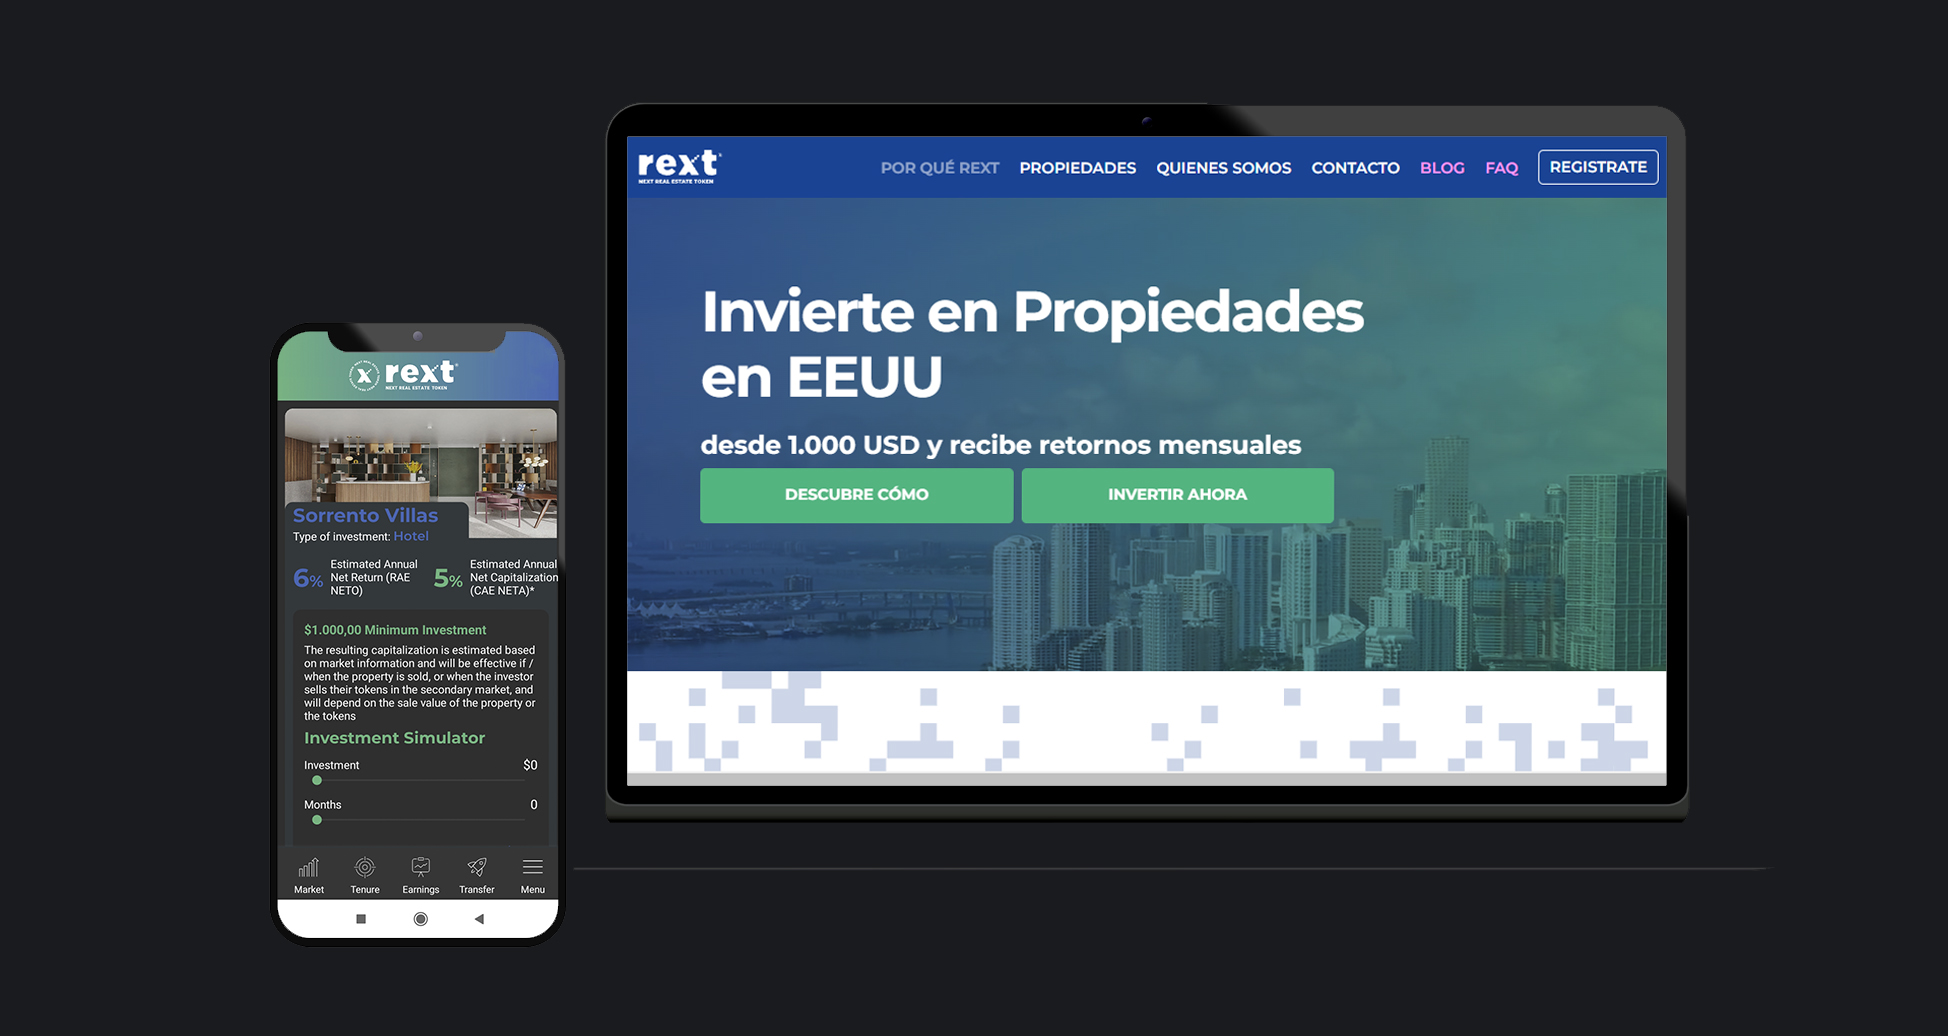 rext
NEXT REAL ESTATE TOKEN
POR QUÉ REXT
PROPIEDADES
QUIENES SOMOS
CONTACTO
BLOG
FAQ
REGISTRATE
Invierte en Propiedades
en EEUU
desde 1.000 USD y recibe retornos mensuales
DESCUBRE CÓMO
INVERTIR AHORA
x rext
NEXT REAL ESTATE TOKEN
Sorrento Villas
Type of investment: Hotel
6%
Estimated Annual
Net Return (RAE
NETO)
5%
Estimated Annual
Net Capitalization
(CAE NETA)*
$1.000,00 Minimum Investment
The resulting capitalization is estimated based
on market information and will be effective if /
when the property is sold, or when the investor
sells their tokens in the secondary market, and
will depend on the sale value of the property or
the tokens
Investment Simulator
Investment $0
Months 0
Market
Tenure
Earnings
Transfer
Menu